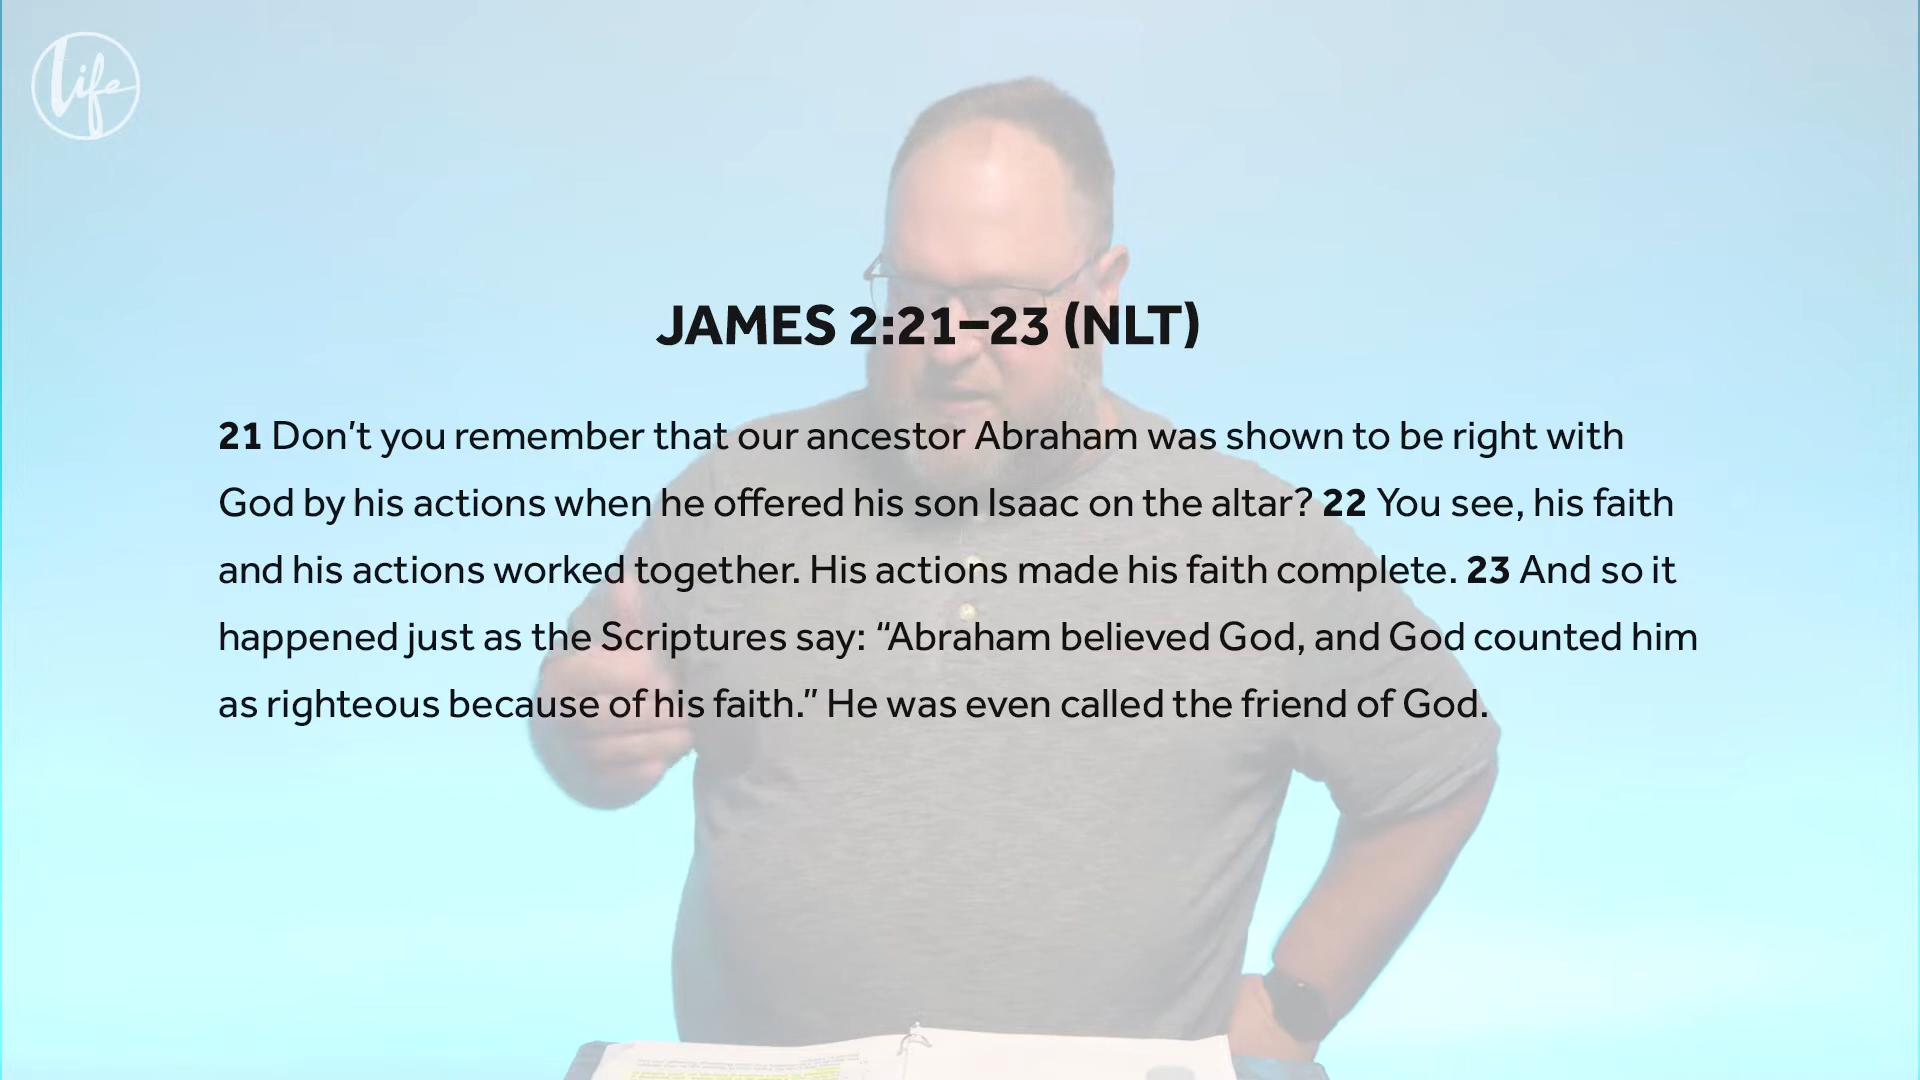 Life
JAMES 2:21–23 (NLT)
21 Don’t you remember that our ancestor Abraham was shown to be right with
God by his actions when he offered his son Isaac on the altar? 22 You see, his faith
and his actions worked together. His actions made his faith complete. 23 And so it
happened just as the Scriptures say: “Abraham believed God, and God counted him
as righteous because of his faith.” He was even called the friend of God.